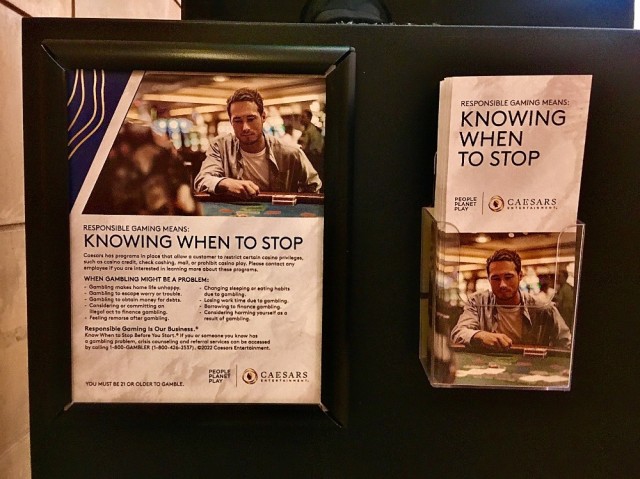 RESPONSIBLE GAMING MEANS:
KNOWING WHEN TO STOP
Caesars has programs in place that allow a customer to restrict certain casino privileges,
such as casino credit, check cashing, mail, or prohibit casino play. Please contact any
employee if you are interested in learning more about these programs.
WHEN GAMBLING MIGHT BE A PROBLEM:
- Gambling makes home life unhappy.
- Gambling to escape worry or trouble.
- Gambling to obtain money for debts.
- Considering or committing an
illegal act to finance gambling.
- Feeling remorse after gambling.
- Changing sleeping or eating habits
due to gambling.
- Losing work time due to gambling.
- Borrowing to finance gambling.
- Considering harming yourself as a
result of gambling.
Responsible Gaming Is Our Business.®
Know When to Stop Before You Start.® If you or someone you know has
a gambling problem, crisis counseling and referral services can be accessed
by calling 1-800-GAMBLER (1-800-426-2537). ©2022 Caesars Entertainment.
YOU MUST BE 21 OR OLDER TO GAMBLE.
PEOPLE
PLANET
PLAY
CAESARS
ENTERTAINMENT.
RESPONSIBLE GAMING MEANS:
KNOWING
WHEN
TO STOP
PEOPLE
PLANET
PLAY
CAESARS
ENTERTAINMENT.